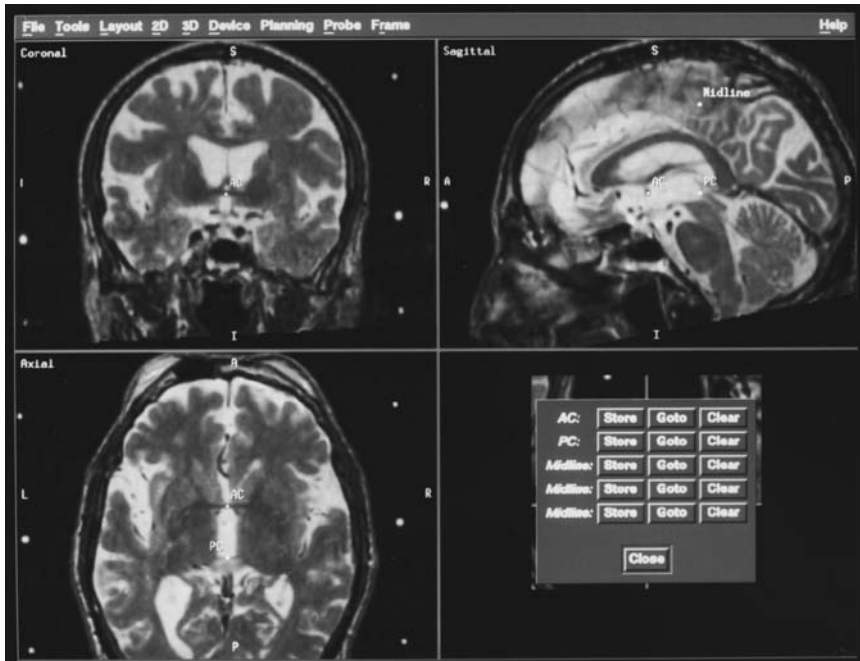 File Tools Layout 2D 3D Device Planning Probe Frame Help
Coronal
S
AC
I
R
I
Sagittal
S
Midline
A
AC
PC
P
I
Axial
A
L
AC
R
PC
P
AC: Store Goto Clear
PC: Store Goto Clear
Midline: Store Goto Clear
Midline: Store Goto Clear
Midline: Store Goto Clear
Close